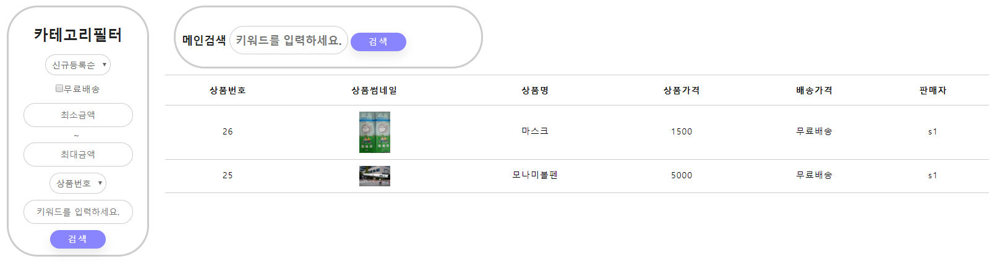 카테고리필터
신규등록순
무료배송
최소금액
~
최대금액
상품번호
키워드를 입력하세요.
검색
메인검색 키워드를 입력하세요. 검색
상품번호 상품썸네일 상품명 상품가격 배송가격 판매자
26 마스크 1500 무료배송 s1
25 모나미볼펜 5000 무료배송 s1